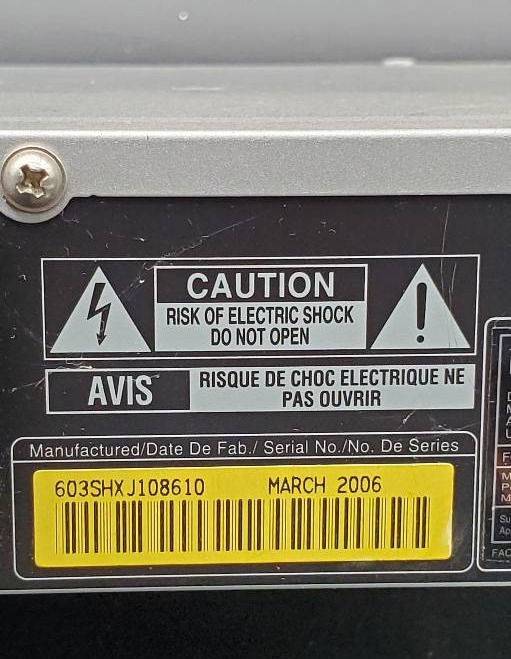 CAUTION
RISK OF ELECTRIC SHOCK
DO NOT OPEN
AVIS
RISQUE DE CHOC ELECTRIQUE NE
PAS OUVRIR
Manufactured/Date De Fab./ Serial No./No. De Series
603SHXJ108610 MARCH 2006